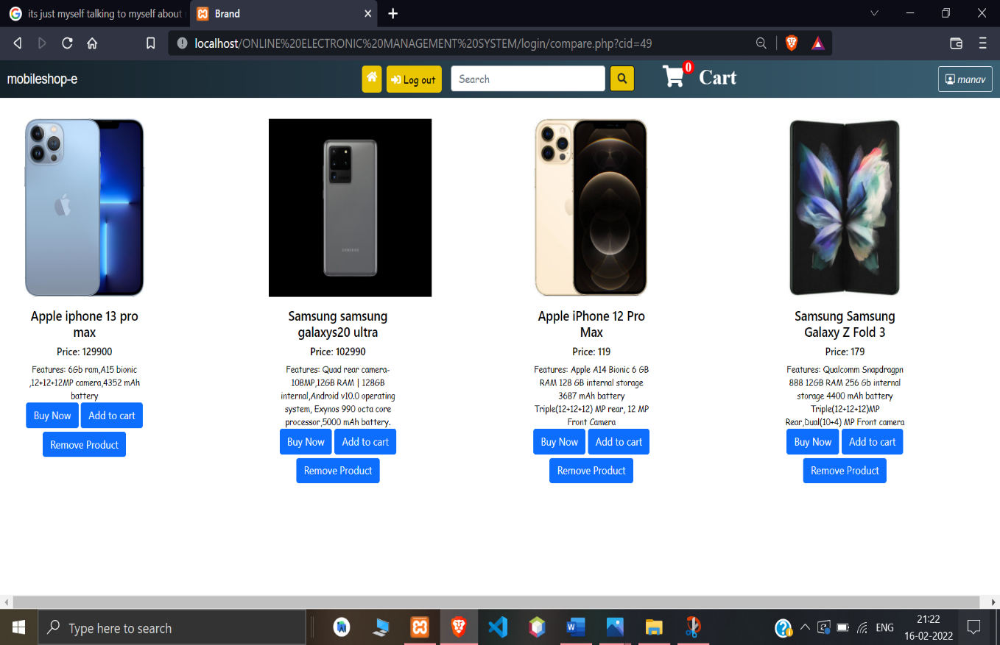 its just myself talking to myself about
Brand
localhost/ONLINE%20ELECTRONIC%20MANAGEMENT%20SYSTEM/login/compare.php?cid=49
mobileshop-e
Log out
Search
0
Cart
manav
SAMSUNG
Apple iphone 13 pro
max
Price: 129900
Features: 6Gb ram,A15 bionic
,12+12+12MP camera,4352 mAh
battery
Buy Now
Add to cart
Remove Product
Samsung samsung
galaxys20 ultra
Price: 102990
Features: Quad rear camera-
108MP,12GB RAM | 128GB
internal,Android v10.0 operating
system, Exynos 990 octa core
processor,5000 mAh battery.
Buy Now
Add to cart
Remove Product
Apple iPhone 12 Pro
Max
Price: 119
Features: Apple A14 Bionic 6 GB
RAM 128 GB internal storage
3687 mAh battery
Triple(12+12+12) MP rear, 12 MP
Front Camera
Buy Now
Add to cart
Remove Product
Samsung Samsung
Galaxy Z Fold 3
Price: 179
Features: Qualcomm Snapdragpn
888 12GB RAM 256 Gb internal
storage 4400 mAh battery
Triple(12+12+12)MP
Rear,Dual(10+4) MP Front camera
Buy Now
Add to cart
Remove Product
Type here to search
ENG
21:22
16-02-2022